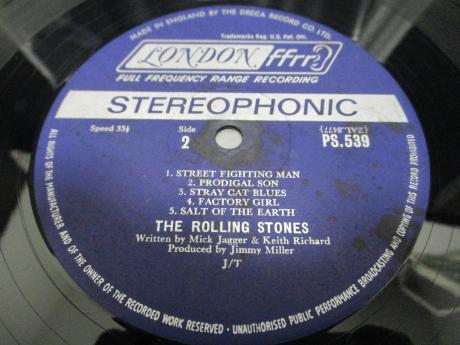 MADE IN ENGLAND BY THE DECCA RECORD CO. LTD.
Trademarks Reg. U.S. Pat. Off.
LONDON ffrr
FULL FREQUENCY RANGE RECORDING
STEREOPHONIC
Speed 33⅓
Side
2
(ZAL.8477)
PS.539
1. STREET FIGHTING MAN
2. PRODIGAL SON
3. STRAY CAT BLUES
4. FACTORY GIRL
5. SALT OF THE EARTH
THE ROLLING STONES
Written by Mick Jagger & Keith Richard
Produced by Jimmy Miller
J/T
ALL RIGHTS OF THE MANUFACTURER AND OF THE OWNER OF THE RECORDED WORK RESERVED • UNAUTHORISED PUBLIC PERFORMANCE BROADCASTING AND COPYING OF THIS RECORD PROHIBITED